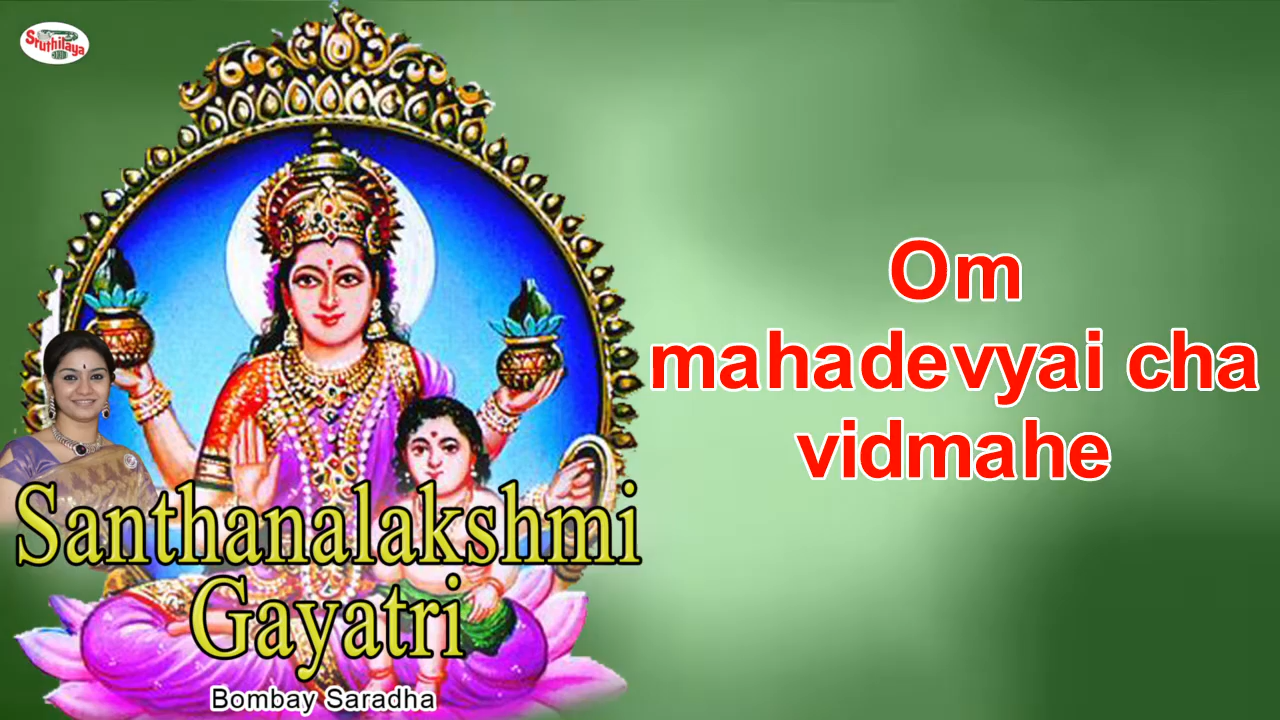 Sruthilaya
Om
mahadevyai cha
vidmahe
Santhanalakshmi
Gayatri
Bombay Saradha